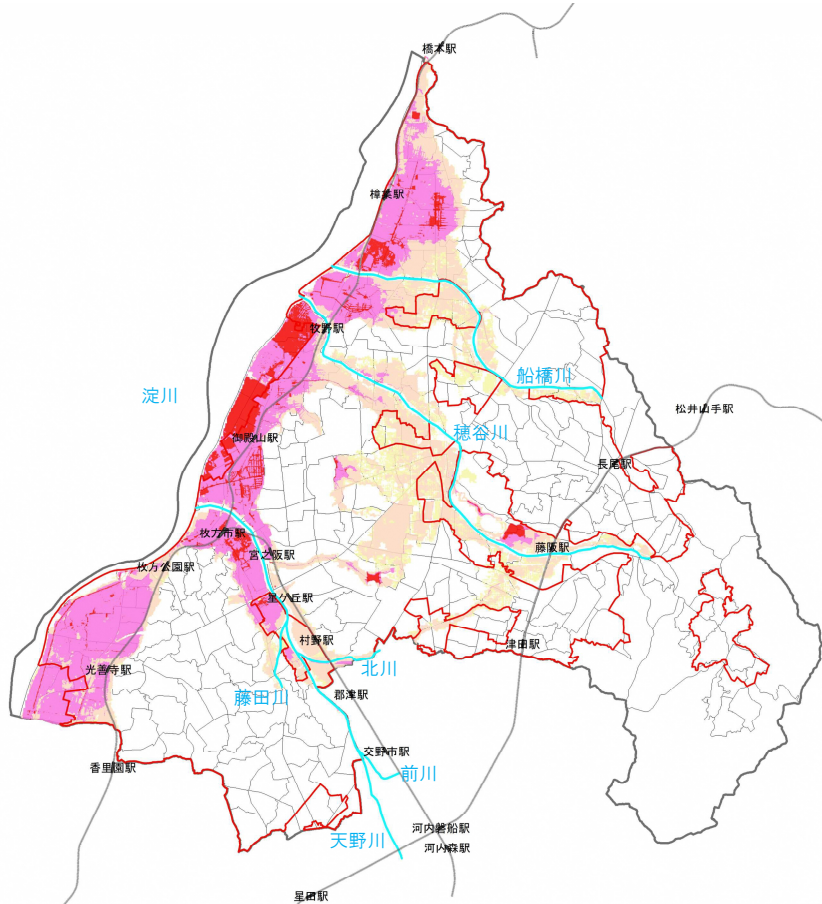 橋本駅
樟葉駅
牧野駅
船橋川
淀川
松井山手駅
穂谷川
御殿山駅
長尾駅
枚方市駅
宮之阪駅
藤阪駅
枚方公園駅
星ケ丘駅
村野駅
津田駅
北川
光善寺駅
藤田川
郡津駅
交野市駅
香里園駅
前川
河内磐船駅
天野川
河内森駅
星田駅